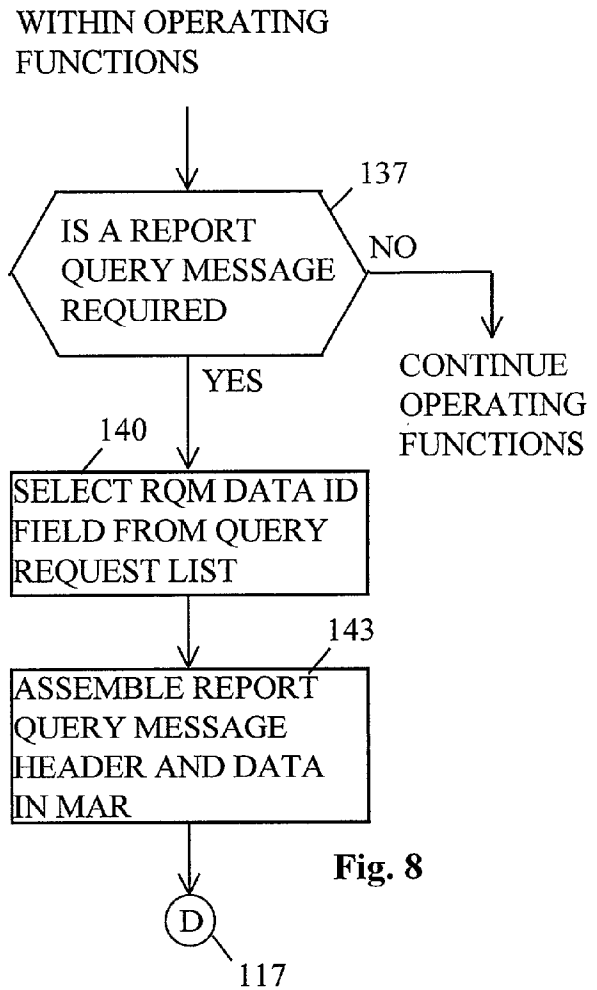 WITHIN OPERATING
FUNCTIONS
137
IS A REPORT
QUERY MESSAGE
REQUIRED
NO
YES
CONTINUE
OPERATING
FUNCTIONS
140
SELECT RQM DATA ID
FIELD FROM QUERY
REQUEST LIST
143
ASSEMBLE REPORT
QUERY MESSAGE
HEADER AND DATA
IN MAR
Fig. 8
D
117